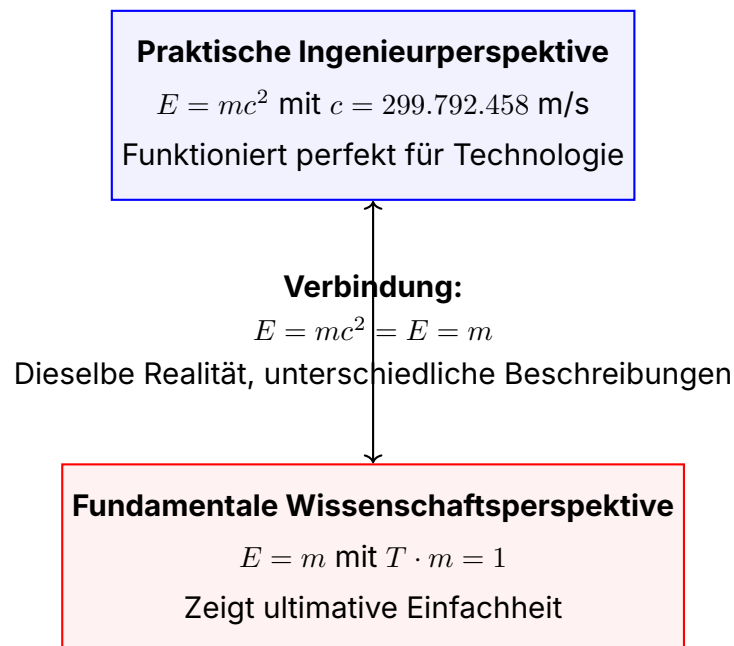 Praktische Ingenieurperspektive
E = mc² mit c = 299.792.458 m/s
Funktioniert perfekt für Technologie
Verbindung:
E = mc² = E = m
Dieselbe Realität, unterschiedliche Beschreibungen
Fundamentale Wissenschaftsperspektive
E = m mit T · m = 1
Zeigt ultimative Einfachheit